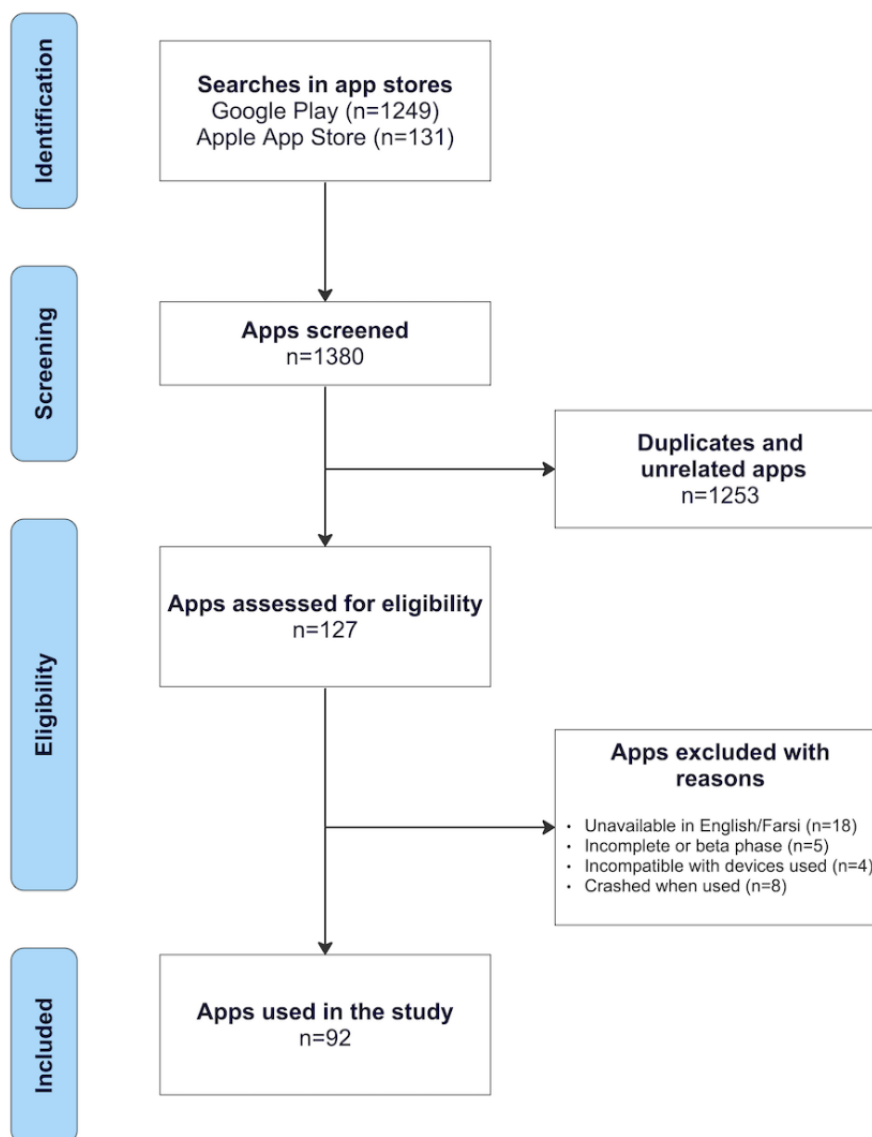 Identification
Searches in app stores
Google Play (n=1249)
Apple App Store (n=131)
Screening
Apps screened
n=1380
Duplicates and
unrelated apps
n=1253
Eligibility
Apps assessed for eligibility
n=127
Apps excluded with
reasons
• Unavailable in English/Farsi (n=18)
• Incomplete or beta phase (n=5)
• Incompatible with devices used (n=4)
• Crashed when used (n=8)
Included
Apps used in the study
n=92